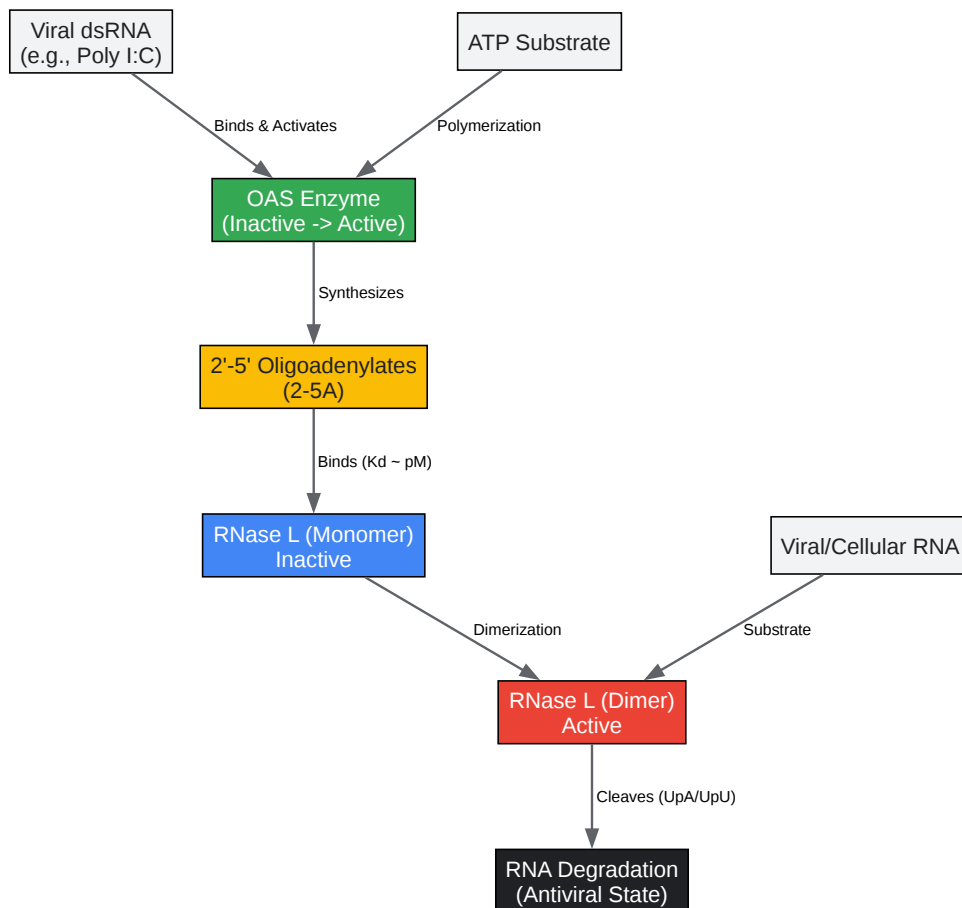 Viral dsRNA
(e.g., Poly I:C)
ATP Substrate
Binds & Activates
Polymerization
OAS Enzyme
(Inactive -> Active)
Synthesizes
2'-5' Oligoadenylates
(2-5A)
Binds (Kd ~ pM)
RNase L (Monomer)
Inactive
Viral/Cellular RNA
Dimerization
Substrate
RNase L (Dimer)
Active
Cleaves (UpA/UpU)
RNA Degradation
(Antiviral State)